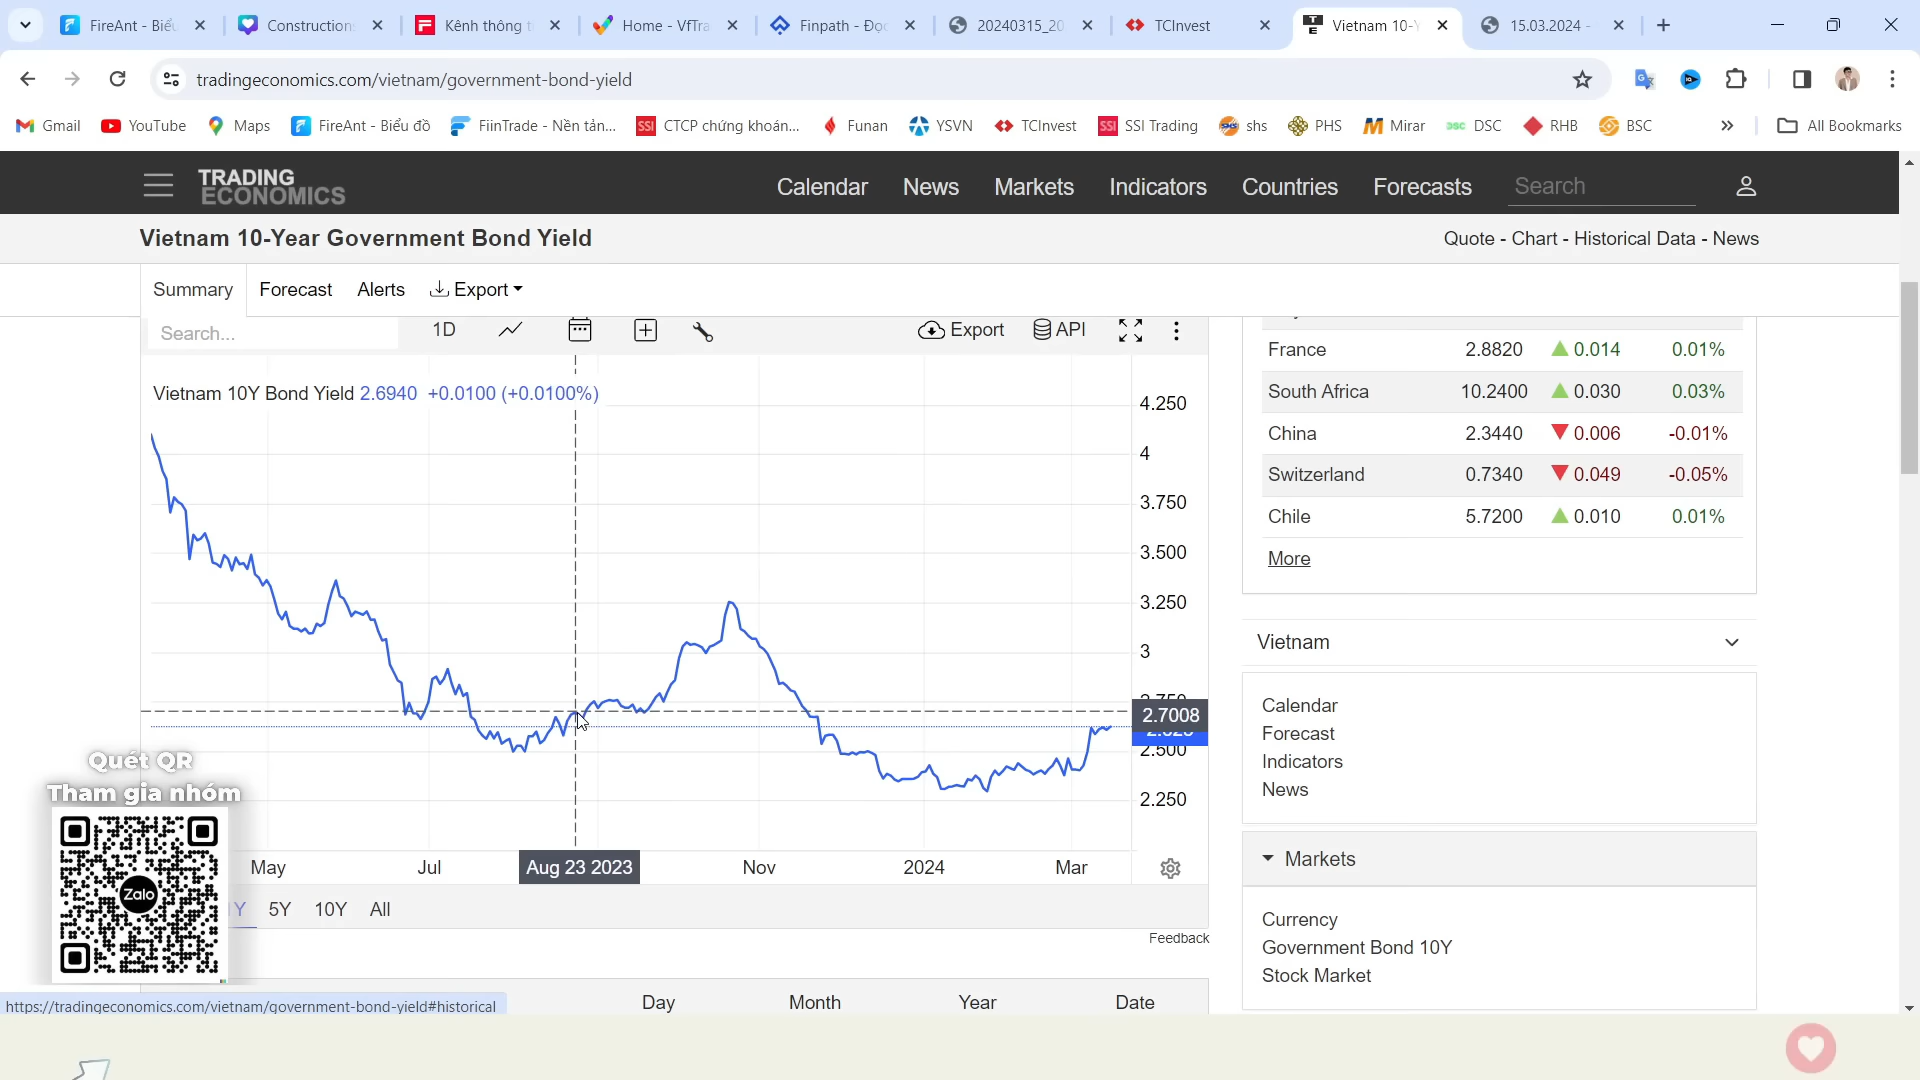 FireAnt - Biểu
Constructions
Kênh thông t
Home - VfTra
Finpath - Đọc
20240315_20
TCInvest
Vietnam 10-Y
15.03.2024 -
tradingeconomics.com/vietnam/government-bond-yield
Gmail
YouTube
Maps
FireAnt - Biểu đồ
FiinTrade - Nền tản...
SSI CTCP chứng khoán...
Funan
YSVN
TCInvest
SSI SSI Trading
shs
PHS
Mirar
DSC DSC
RHB
BSC
All Bookmarks
TRADING
ECONOMICS
Calendar News Markets Indicators Countries Forecasts Search
Vietnam 10-Year Government Bond Yield
Quote - Chart - Historical Data - News
Summary Forecast Alerts Export
Search...
1D
Export API
Vietnam 10Y Bond Yield 2.6940 +0.0100 (+0.0100%)
4.250
4
3.750
3.500
3.250
3
2.7008
2.500
2.250
May Jul Aug 23 2023 Nov 2024 Mar
1Y 5Y 10Y All
Feedback
Day Month Year Date
France 2.8820 0.014 0.01%
South Africa 10.2400 0.030 0.03%
China 2.3440 0.006 -0.01%
Switzerland 0.7340 0.049 -0.05%
Chile 5.7200 0.010 0.01%
More
Vietnam
Calendar
Forecast
Indicators
News
Markets
Currency
Government Bond 10Y
Stock Market
Quét QR
Tham gia nhóm
Zalo
https://tradingeconomics.com/vietnam/government-bond-yield#historical